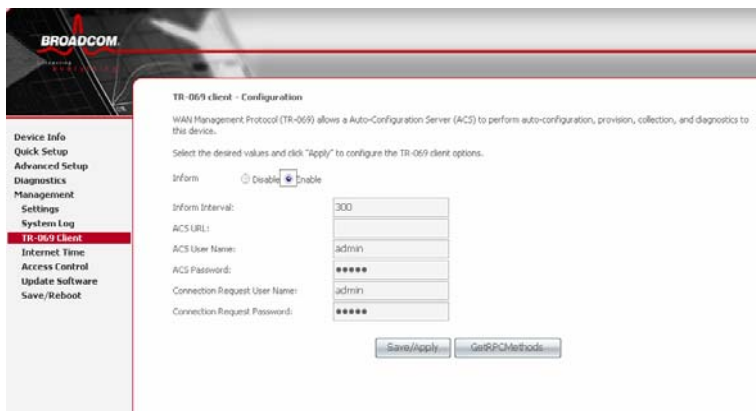 BROADCOM.
TR-069 client - Configuration
WAN Management Protocol (TR-069) allows a Auto-Configuration Server (ACS) to perform auto-configuration, provision, collection, and diagnostics to
this device.
Select the desired values and click "Apply" to configure the TR-069 client options.
Inform Disable Enable
Inform Interval: 300
ACS URL:
ACS User Name: admin
ACS Password: ●●●●●
Connection Request User Name: admin
Connection Request Password: ●●●●●
Save/Apply GetRPCMethods
Device Info
Quick Setup
Advanced Setup
Diagnostics
Management
Settings
System Log
TR-069 Client
Internet Time
Access Control
Update Software
Save/Reboot